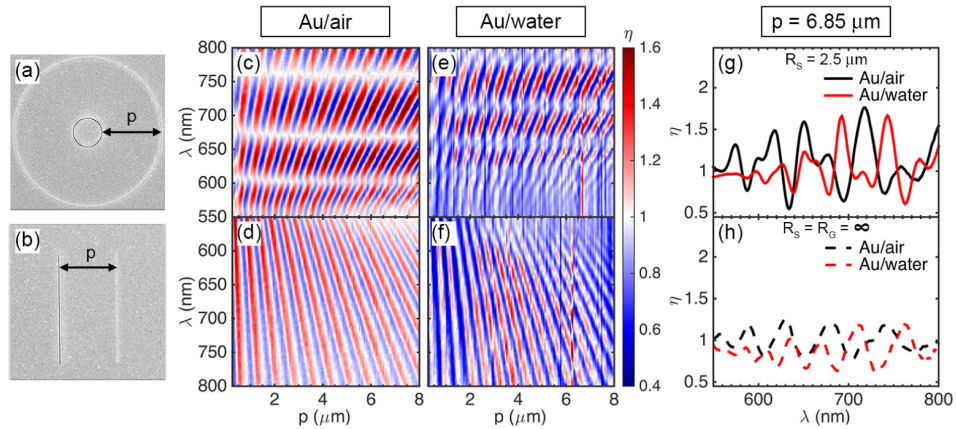 Au/air
Au/water
p = 6.85 μm
(a)
p
(b)
p
(c)
(e)
η
λ (nm)
800
750
700
650
600
550
1.6
1.4
1.2
1
0.8
0.6
0.4
(d)
(f)
λ (nm)
600
650
700
750
800
2 4 6 8
2 4 6 8
p (μm)
p (μm)
(g)
R_S = 2.5 μm
Au/air
Au/water
η
2
1.5
1
0.5
(h)
R_S = R_G = ∞
Au/air
Au/water
η
2
1.5
1
0.5
600 700 800
λ (nm)